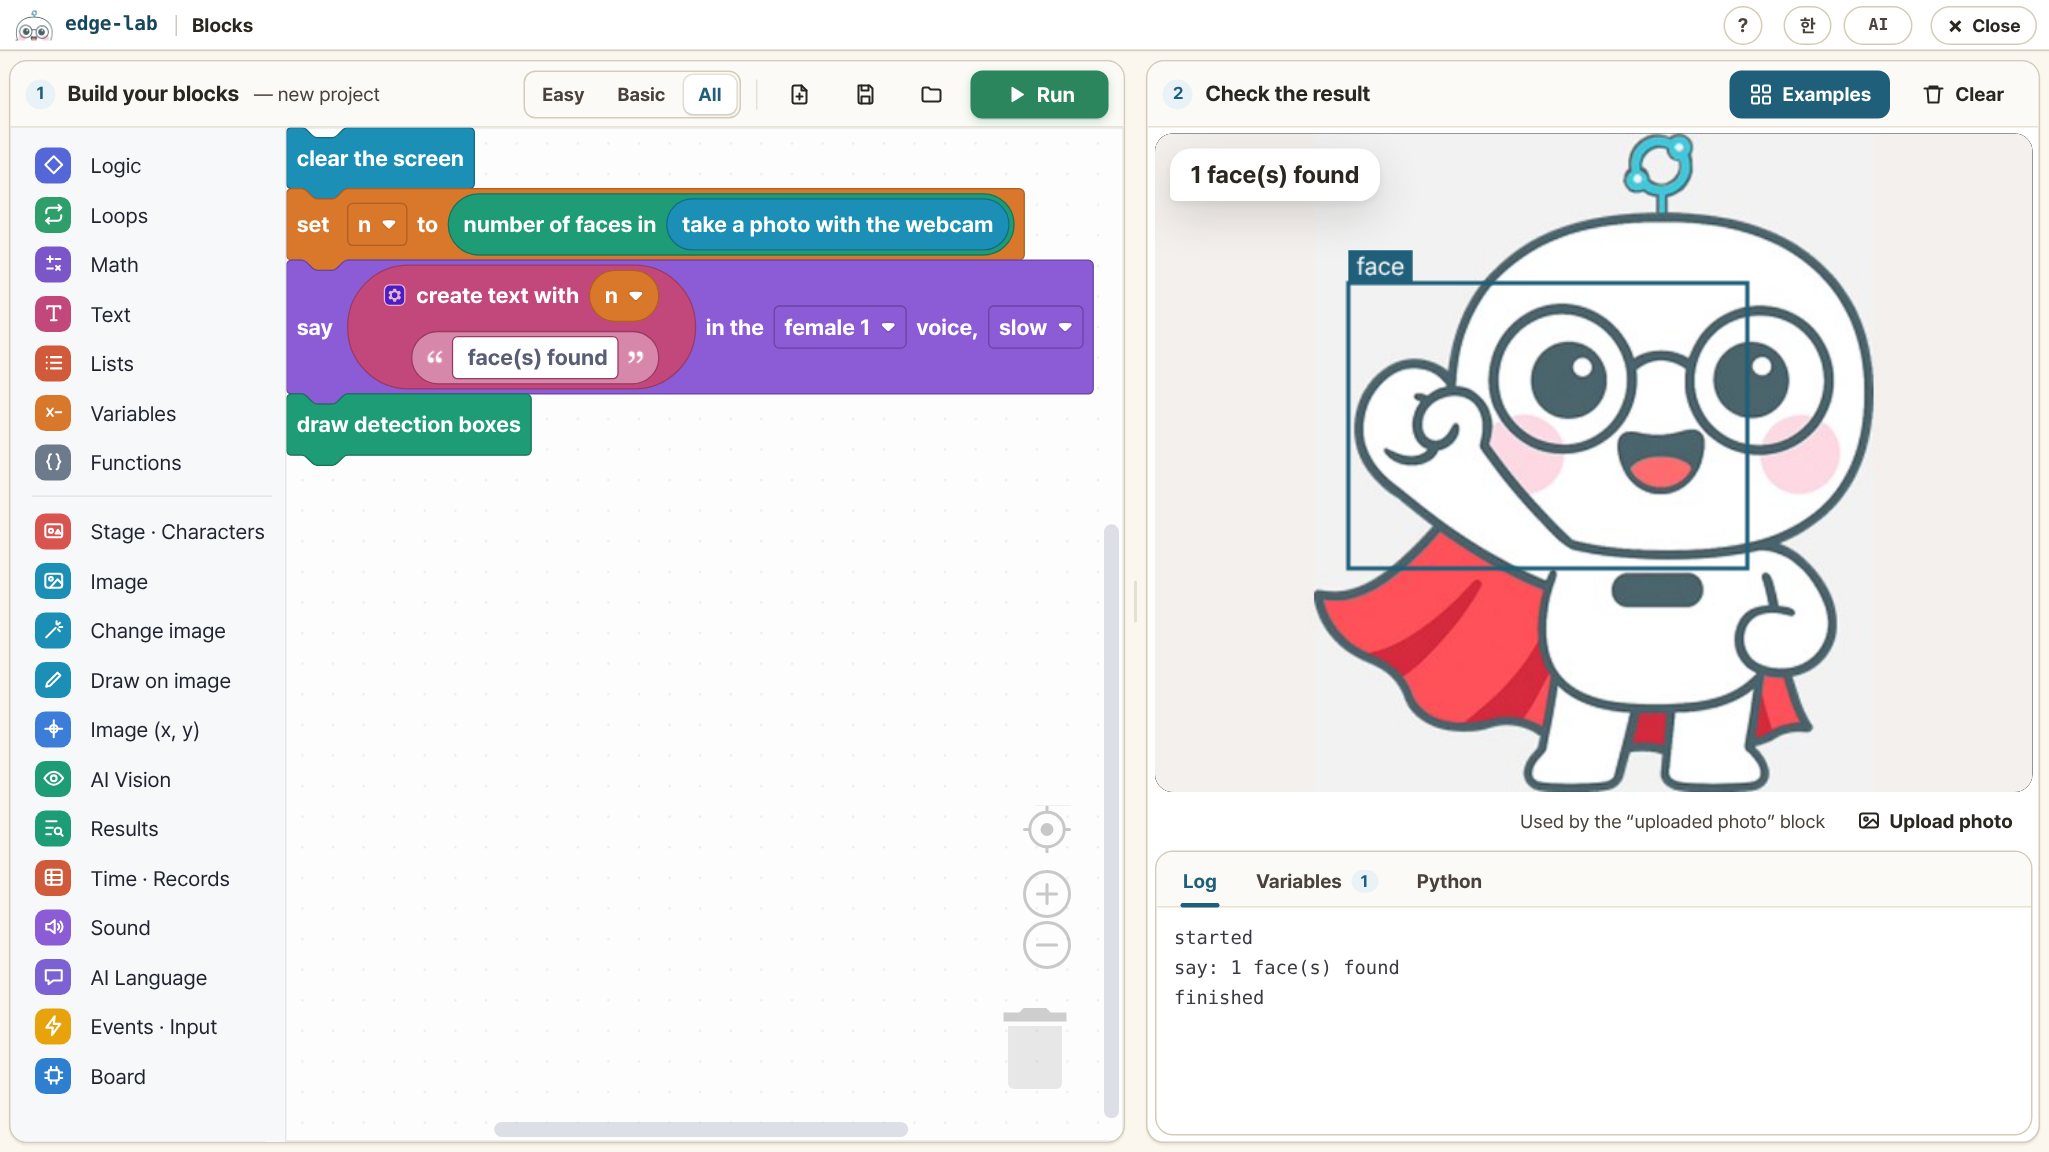 edge-lab Blocks ? 한 AI × Close
1 Build your blocks — new project Easy Basic All Run
Logic
Loops
Math
Text
Lists
Variables
Functions
Stage · Characters
Image
Change image
Draw on image
Image (x, y)
AI Vision
Results
Time · Records
Sound
AI Language
Events · Input
Board
clear the screen
set n to number of faces in take a photo with the webcam
say create text with n
“ face(s) found ”
in the female 1 voice, slow
draw detection boxes
2 Check the result Examples Clear
1 face(s) found
face
Used by the “uploaded photo” block Upload photo
Log Variables 1 Python
started
say: 1 face(s) found
finished